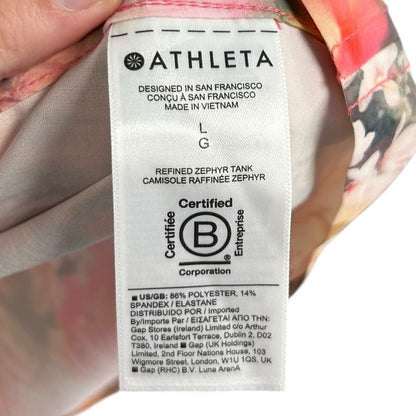 ATHLETA
DESIGNED IN SAN FRANCISCO
CONÇU À SAN FRANCISCO
MADE IN VIETNAM
L
G
REFINED ZEPHYR TANK
CAMISOLE RAFFINÉE ZEPHYR
Certified
Certifiée
B
Entreprise
Corporation
US/GB: 86% POLYESTER, 14%
SPANDEX / ELASTANE
DISTRIBUIDO POR / Imported
By/Importe Par / ΕΙΣΑΓΕΤΑΙ ΑΠΟ ΤΗΝ:
Gap Stores (Ireland) Limited c/o Arthur
Cox, 10 Earlsfort Terrace, Dublin 2, D02
T380, Ireland Gap (UK Holdings)
Limited, 2nd Floor Nations House, 103
Wigmore Street, London, W1U 1QS, UK
Gap (RHC) B.V. Luna ArenA